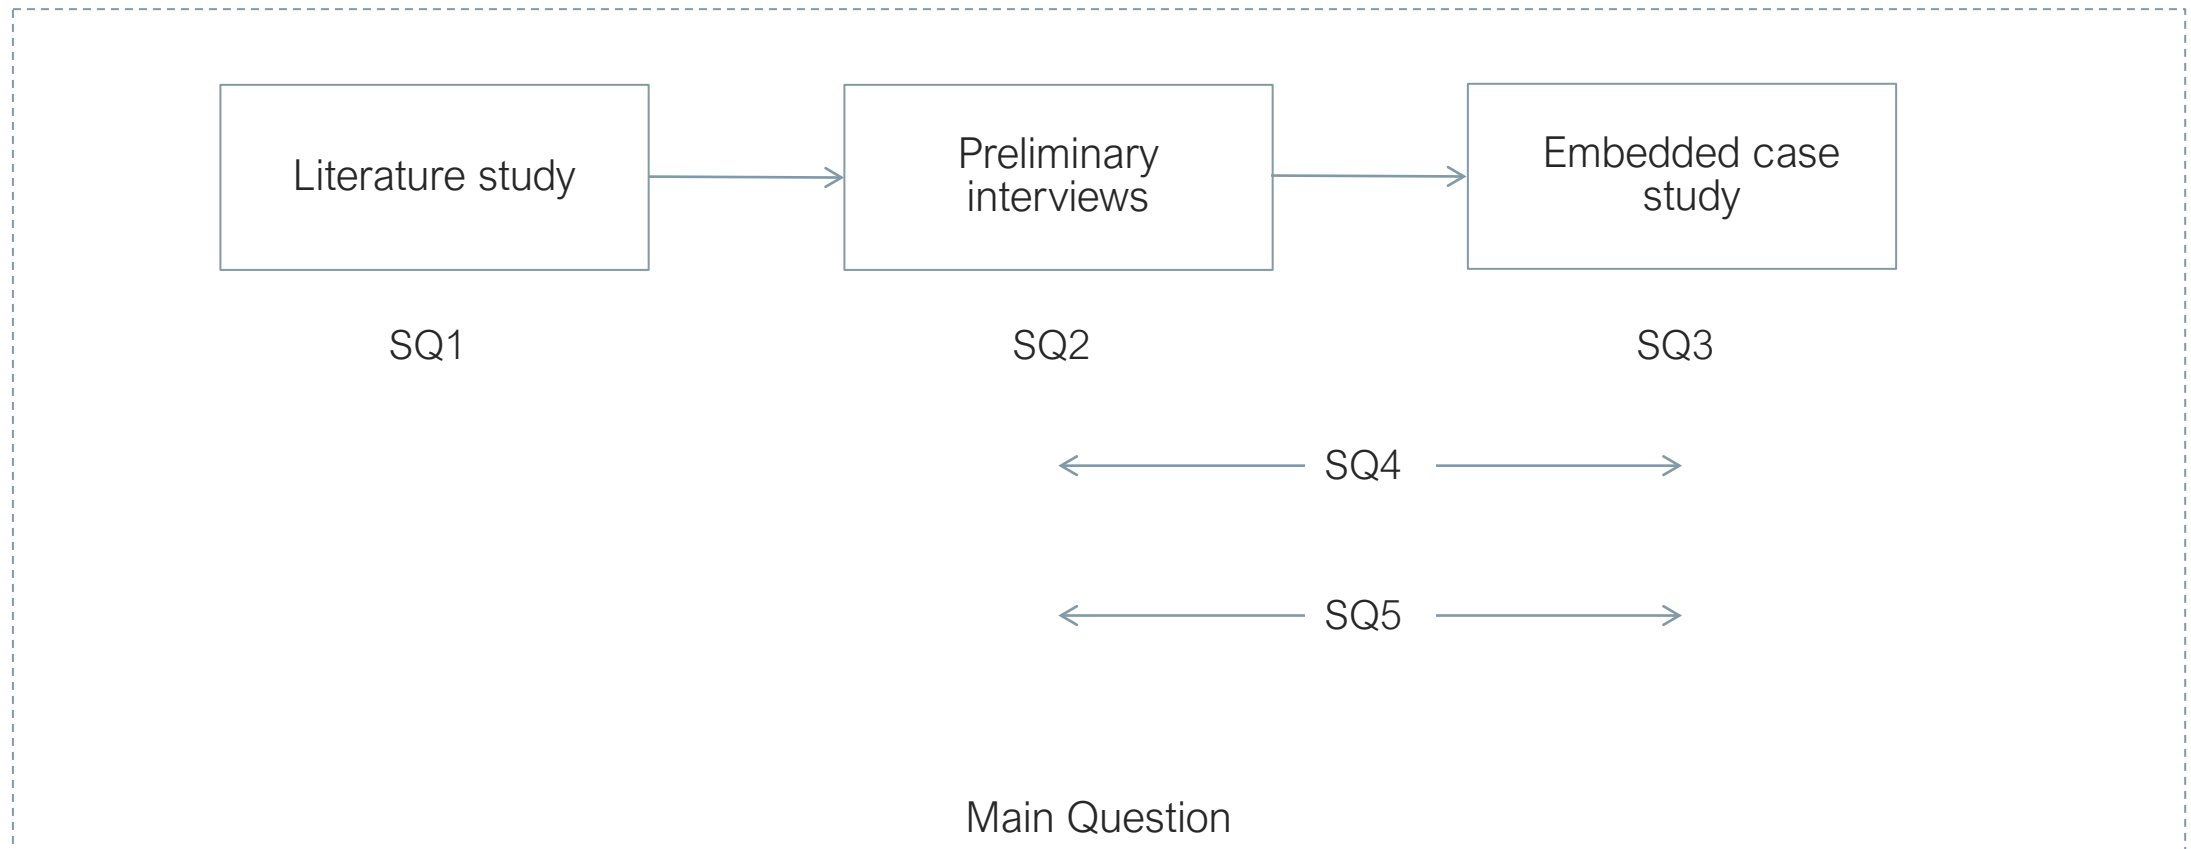 Literature study
Preliminary
interviews
Embedded case
study
SQ1
SQ2
SQ3
SQ4
SQ5
Main Question